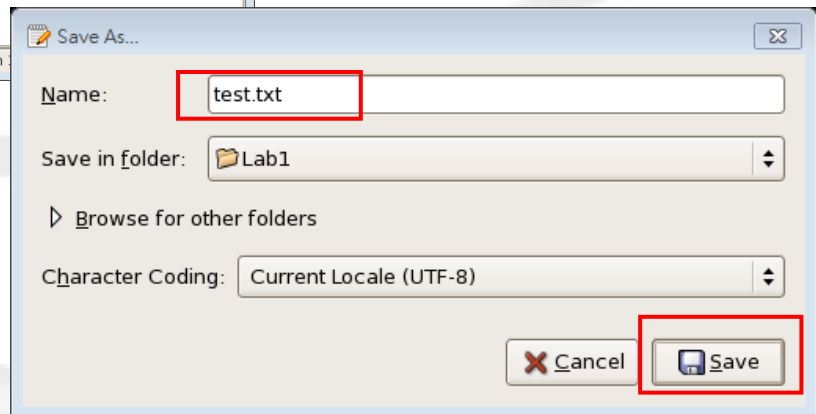 Save As...
Name: test.txt
Save in folder: Lab1
Browse for other folders
Character Coding: Current Locale (UTF-8)
Cancel Save